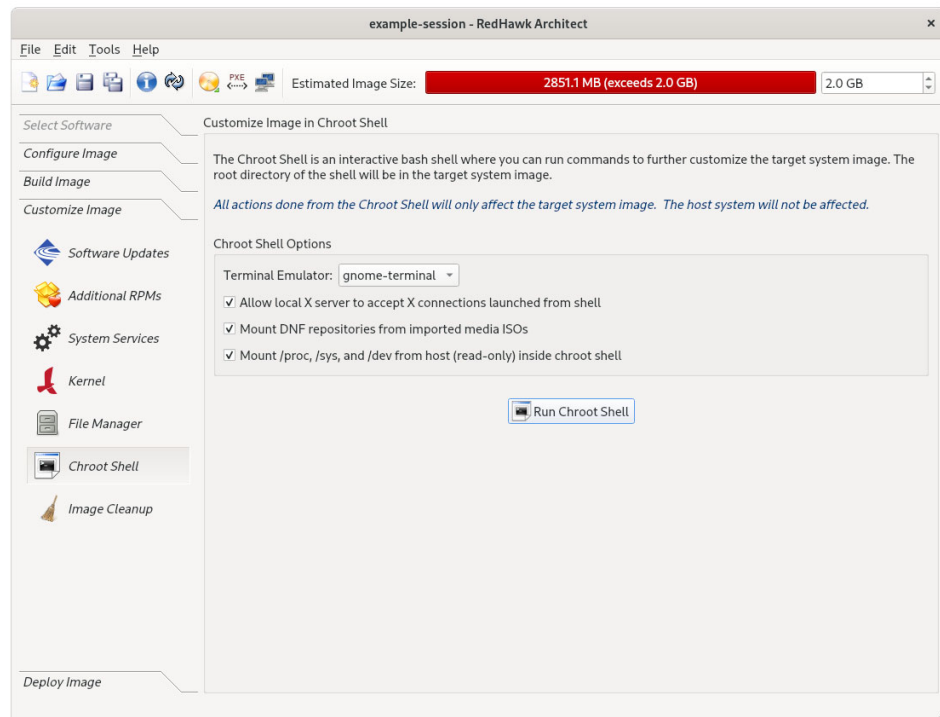 example-session - RedHawk Architect ×
File Edit Tools Help
PXE
Estimated Image Size: 2851.1 MB (exceeds 2.0 GB) 2.0 GB
Select Software
Configure Image
Build Image
Customize Image
Software Updates
Additional RPMs
System Services
Kernel
File Manager
Chroot Shell
Image Cleanup
Deploy Image
Customize Image in Chroot Shell
The Chroot Shell is an interactive bash shell where you can run commands to further customize the target system image. The
root directory of the shell will be in the target system image.
All actions done from the Chroot Shell will only affect the target system image. The host system will not be affected.
Chroot Shell Options
Terminal Emulator: gnome-terminal
Allow local X server to accept X connections launched from shell
Mount DNF repositories from imported media ISOs
Mount /proc, /sys, and /dev from host (read-only) inside chroot shell
Run Chroot Shell